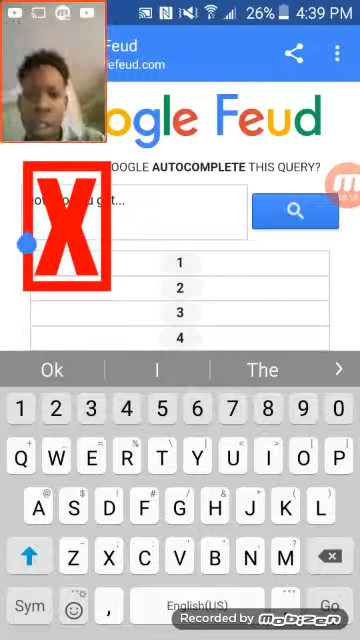 26% 4:39 PM
Feud
efeud.com
ogle Feud
OOGLE AUTOCOMPLETE THIS QUERY?
X
1
2
3
4
Ok I The
1 2 3 4 5 6 7 8 9 0
Q W E R T Y U I O P
A S D F G H J K L
Z X C V B N M
Sym , English(US) . Go
Recorded by mobizen